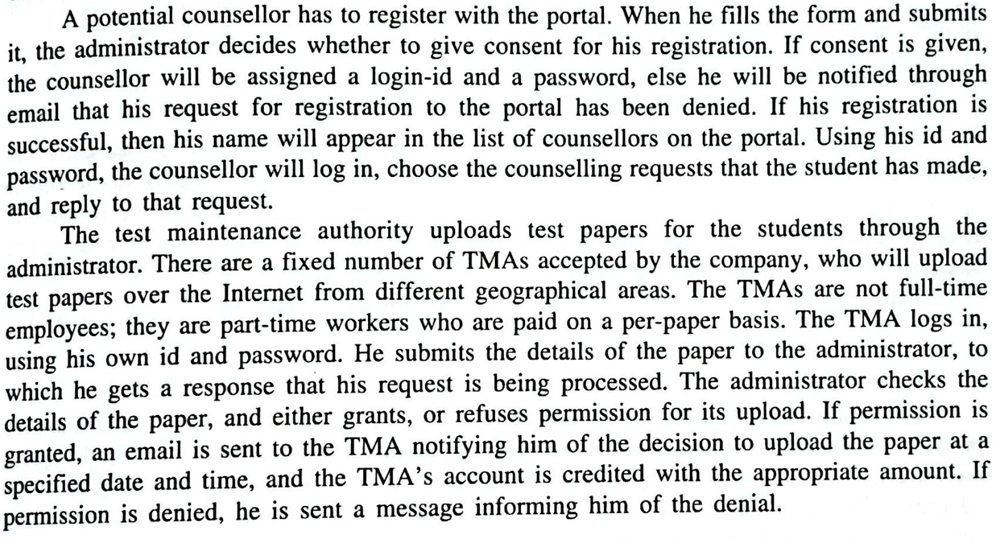 A potential counsellor has to register with the portal. When he fills the form and submits
it, the administrator decides whether to give consent for his registration. If consent is given,
the counsellor will be assigned a login-id and a password, else he will be notified through
email that his request for registration to the portal has been denied. If his registration is
successful, then his name will appear in the list of counsellors on the portal. Using his id and
password, the counsellor will log in, choose the counselling requests that the student has made,
and reply to that request.
The test maintenance authority uploads test papers for the students through the
administrator. There are a fixed number of TMAs accepted by the company, who will upload
test papers over the Internet from different geographical areas. The TMAs are not full-time
employees; they are part-time workers who are paid on a per-paper basis. The TMA logs in,
using his own id and password. He submits the details of the paper to the administrator, to
which he gets a response that his request is being processed. The administrator checks the
details of the paper, and either grants, or refuses permission for its upload. If permission is
granted, an email is sent to the TMA notifying him of the decision to upload the paper at a
specified date and time, and the TMA's account is credited with the appropriate amount. If
permission is denied, he is sent a message informing him of the denial.